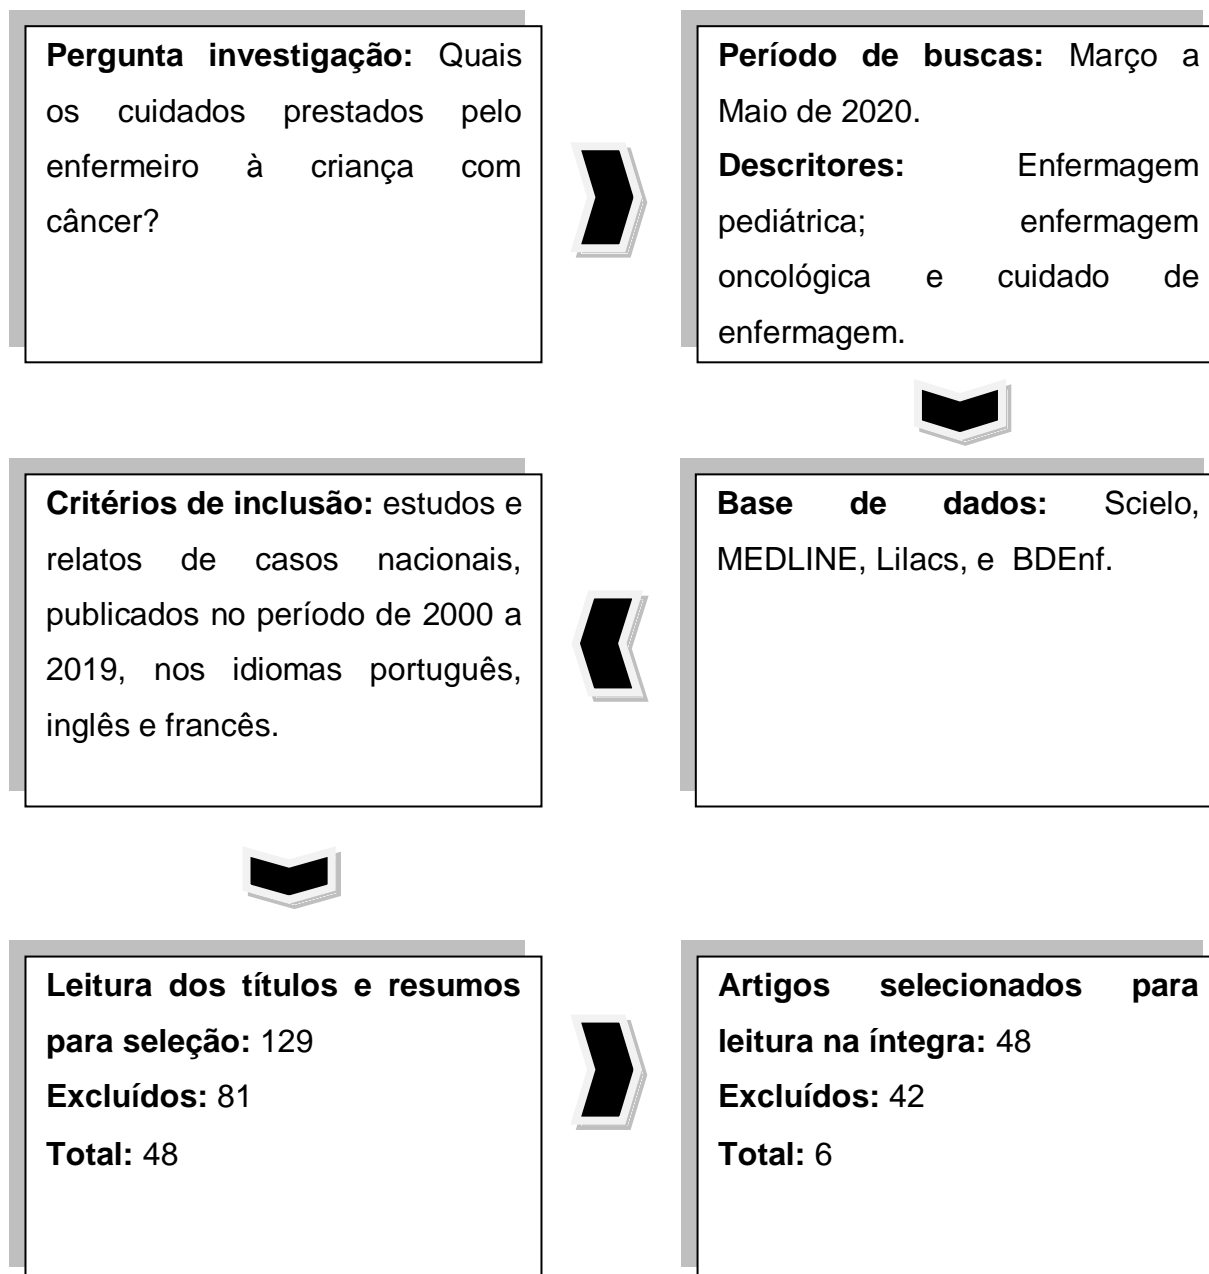 Pergunta investigação: Quais
os cuidados prestados pelo
enfermeiro à criança com
câncer?
Período de buscas: Março a
Maio de 2020.
Descritores: Enfermagem
pediátrica; enfermagem
oncológica e cuidado de
enfermagem.
Base de dados: Scielo,
MEDLINE, Lilacs, e BDEnf.
Critérios de inclusão: estudos e
relatos de casos nacionais,
publicados no período de 2000 a
2019, nos idiomas português,
inglês e francês.
Leitura dos títulos e resumos
para seleção: 129
Excluídos: 81
Total: 48
Artigos selecionados para
leitura na íntegra: 48
Excluídos: 42
Total: 6